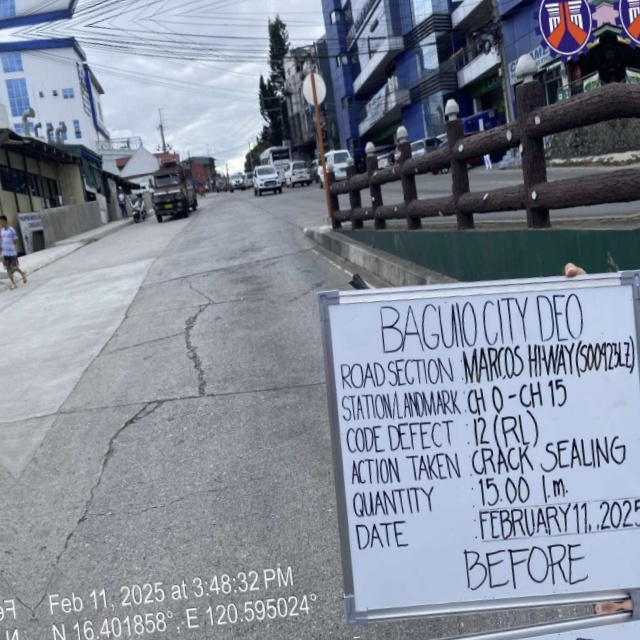 BAGUIO CITY DEO
ROAD SECTION MARCOS HIWAY (S00423LZ)
STATION/LANDMARK : CH 0 - CH 15
CODE DEFECT : 12 (RL)
ACTION TAKEN : CRACK SEALING
QUANTITY : 15.00 l.m.
DATE : FEBRUARY 11, 2025
BEFORE
Feb 11, 2025 at 3:48:32 PM
N 16.401858°, E 120.595024°